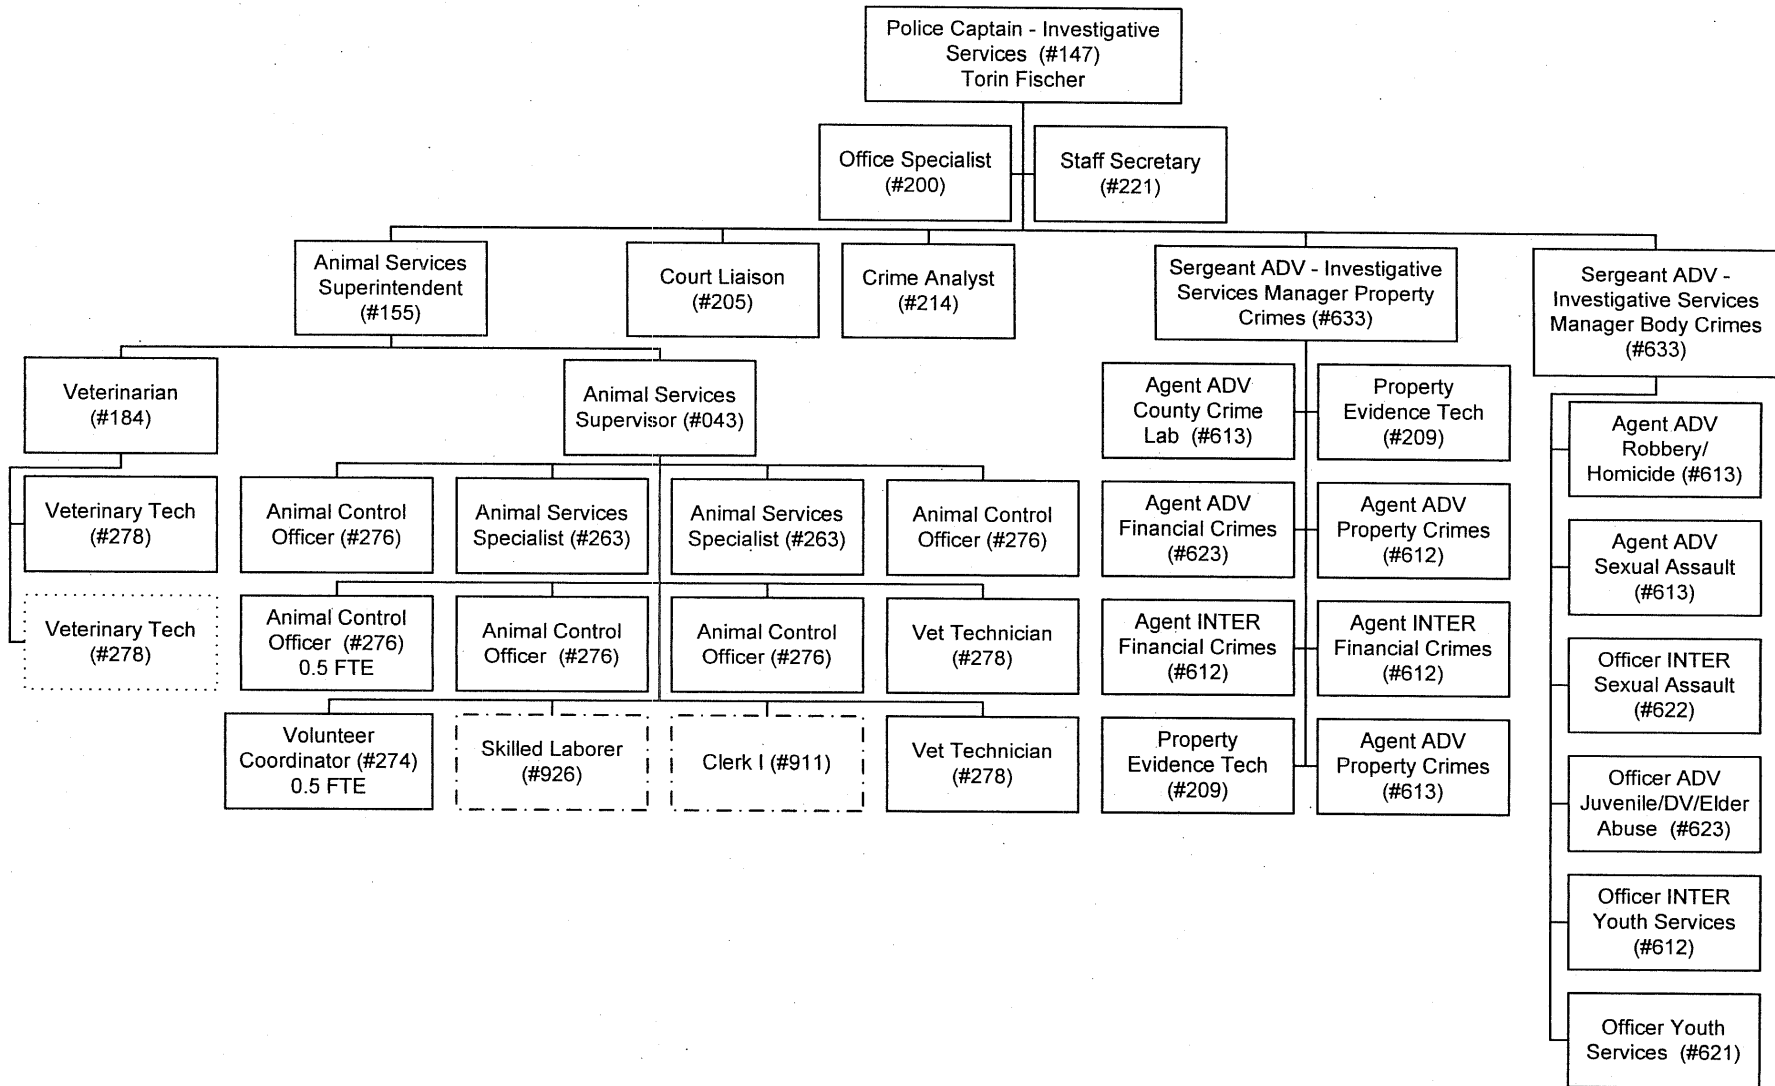 Police Captain - Investigative
Services (#147)
Torin Fischer
Office Specialist
(#200)
Staff Secretary
(#221)
Animal Services
Superintendent
(#155)
Court Liaison
(#205)
Crime Analyst
(#214)
Sergeant ADV - Investigative
Services Manager Property
Crimes (#633)
Sergeant ADV -
Investigative Services
Manager Body Crimes
(#633)
Veterinarian
(#184)
Animal Services
Supervisor (#043)
Veterinary Tech
(#278)
Veterinary Tech
(#278)
Animal Control
Officer (#276)
Animal Services
Specialist (#263)
Animal Services
Specialist (#263)
Animal Control
Officer (#276)
Animal Control
Officer (#276)
0.5 FTE
Animal Control
Officer (#276)
Animal Control
Officer (#276)
Vet Technician
(#278)
Volunteer
Coordinator (#274)
0.5 FTE
Skilled Laborer
(#926)
Clerk I (#911)
Vet Technician
(#278)
Agent ADV
County Crime
Lab (#613)
Property
Evidence Tech
(#209)
Agent ADV
Financial Crimes
(#623)
Agent ADV
Property Crimes
(#612)
Agent INTER
Financial Crimes
(#612)
Agent INTER
Financial Crimes
(#612)
Property
Evidence Tech
(#209)
Agent ADV
Property Crimes
(#613)
Agent ADV
Robbery/
Homicide (#613)
Agent ADV
Sexual Assault
(#613)
Officer INTER
Sexual Assault
(#622)
Officer ADV
Juvenile/DV/Elder
Abuse (#623)
Officer INTER
Youth Services
(#612)
Officer Youth
Services (#621)